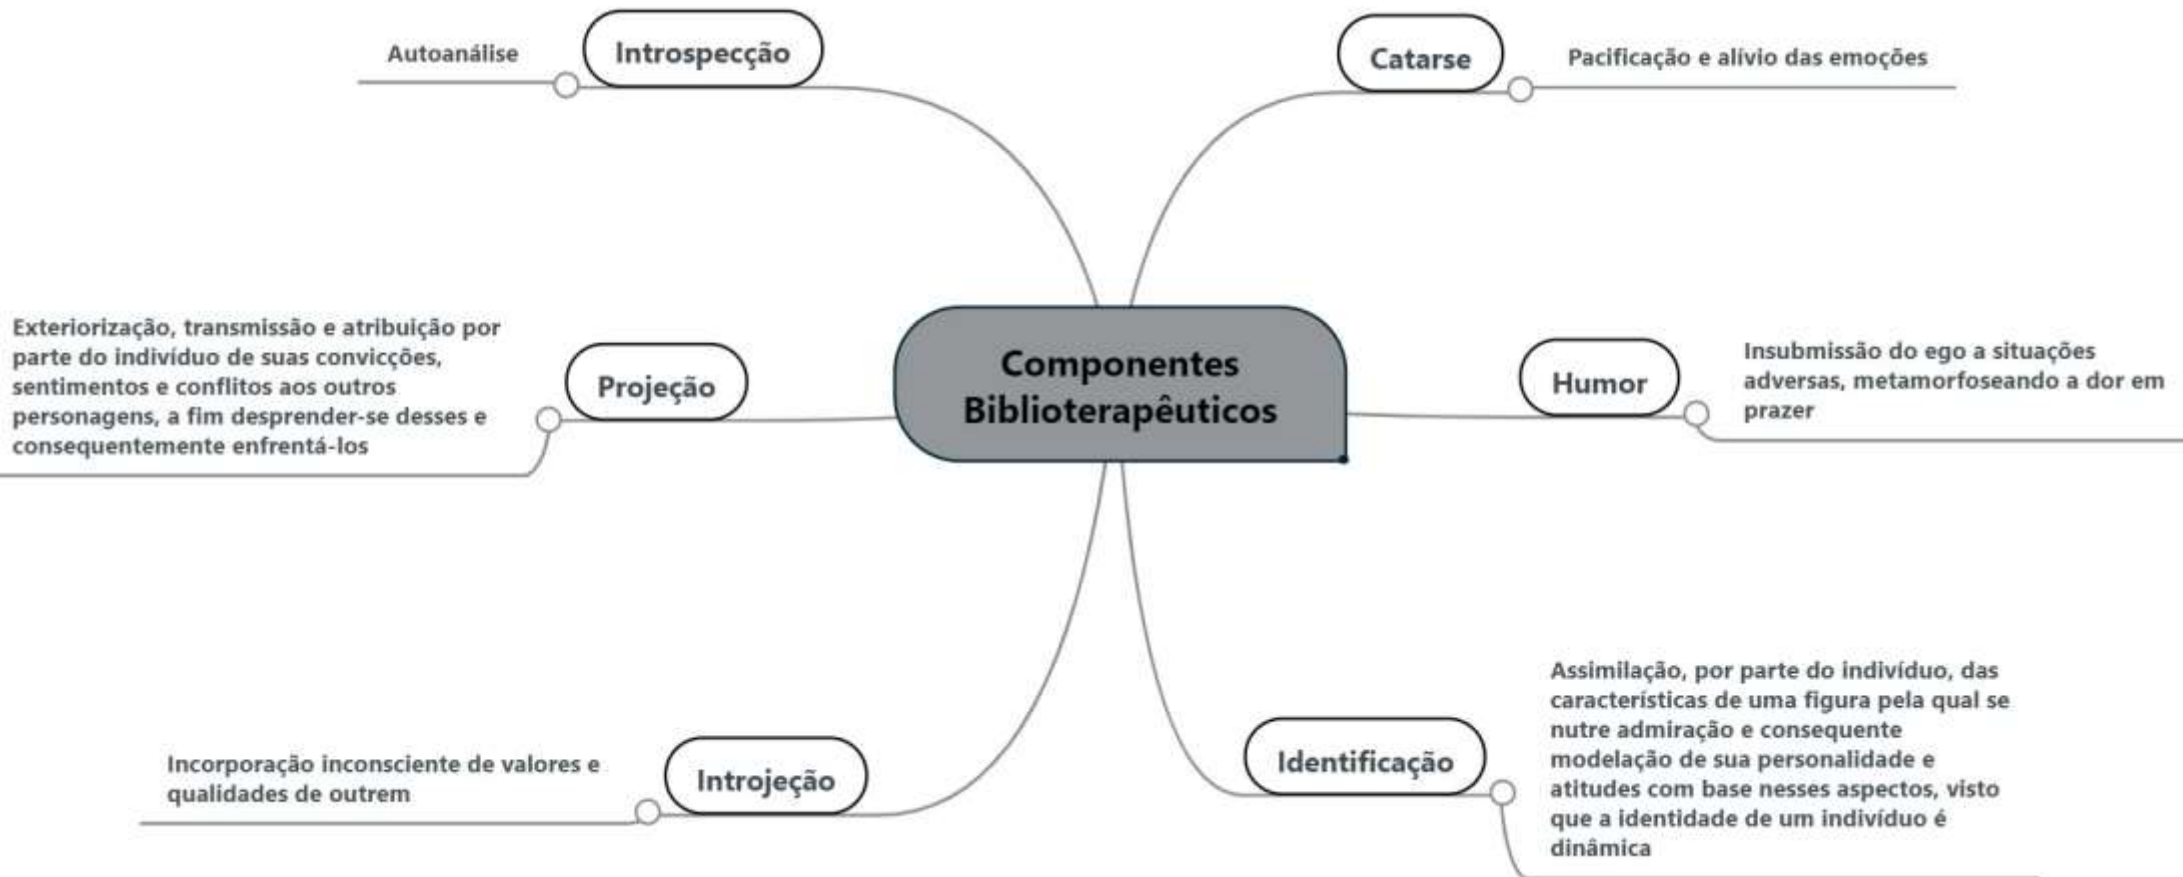 Componentes
Biblioterapêuticos
Introspecção
Autoanálise
Projeção
Exteriorização, transmissão e atribuição por
parte do indivíduo de suas convicções,
sentimentos e conflitos aos outros
personagens, a fim desprender-se desses e
consequentemente enfrentá-los
Introjeção
Incorporação inconsciente de valores e
qualidades de outrem
Catarse
Pacificação e alívio das emoções
Humor
Insubmissão do ego a situações
adversas, metamorfoseando a dor em
prazer
Identificação
Assimilação, por parte do indivíduo, das
características de uma figura pela qual se
nutre admiração e consequente
modelação de sua personalidade e
atitudes com base nesses aspectos, visto
que a identidade de um indivíduo é
dinâmica